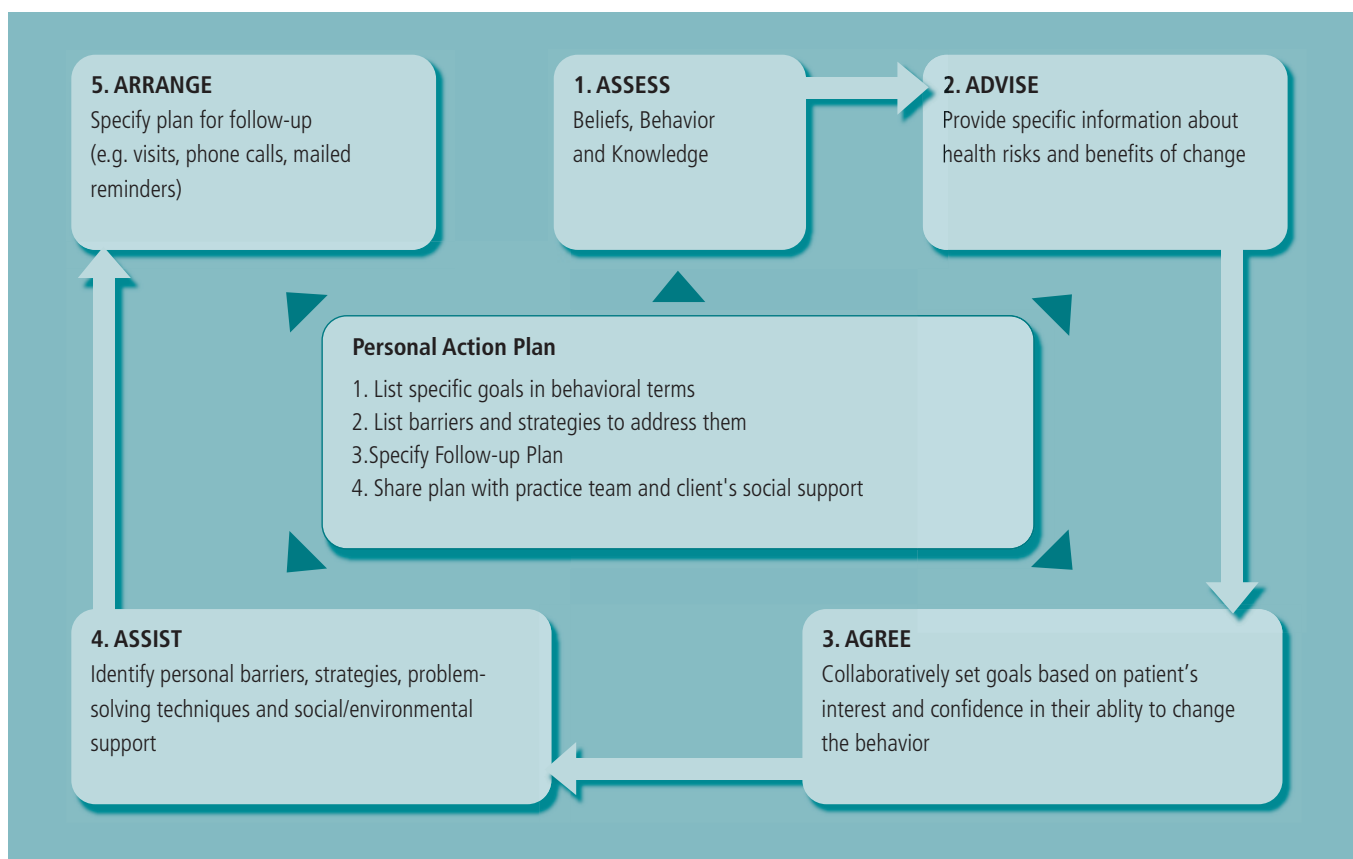 5. ARRANGE
Specify plan for follow-up
(e.g. visits, phone calls, mailed
reminders)
1. ASSESS
Beliefs, Behavior
and Knowledge
2. ADVISE
Provide specific information about
health risks and benefits of change
Personal Action Plan
1. List specific goals in behavioral terms
2. List barriers and strategies to address them
3.Specify Follow-up Plan
4. Share plan with practice team and client's social support
4. ASSIST
Identify personal barriers, strategies, problem-
solving techniques and social/environmental
support
3. AGREE
Collaboratively set goals based on patient’s
interest and confidence in their ablity to change
the behavior